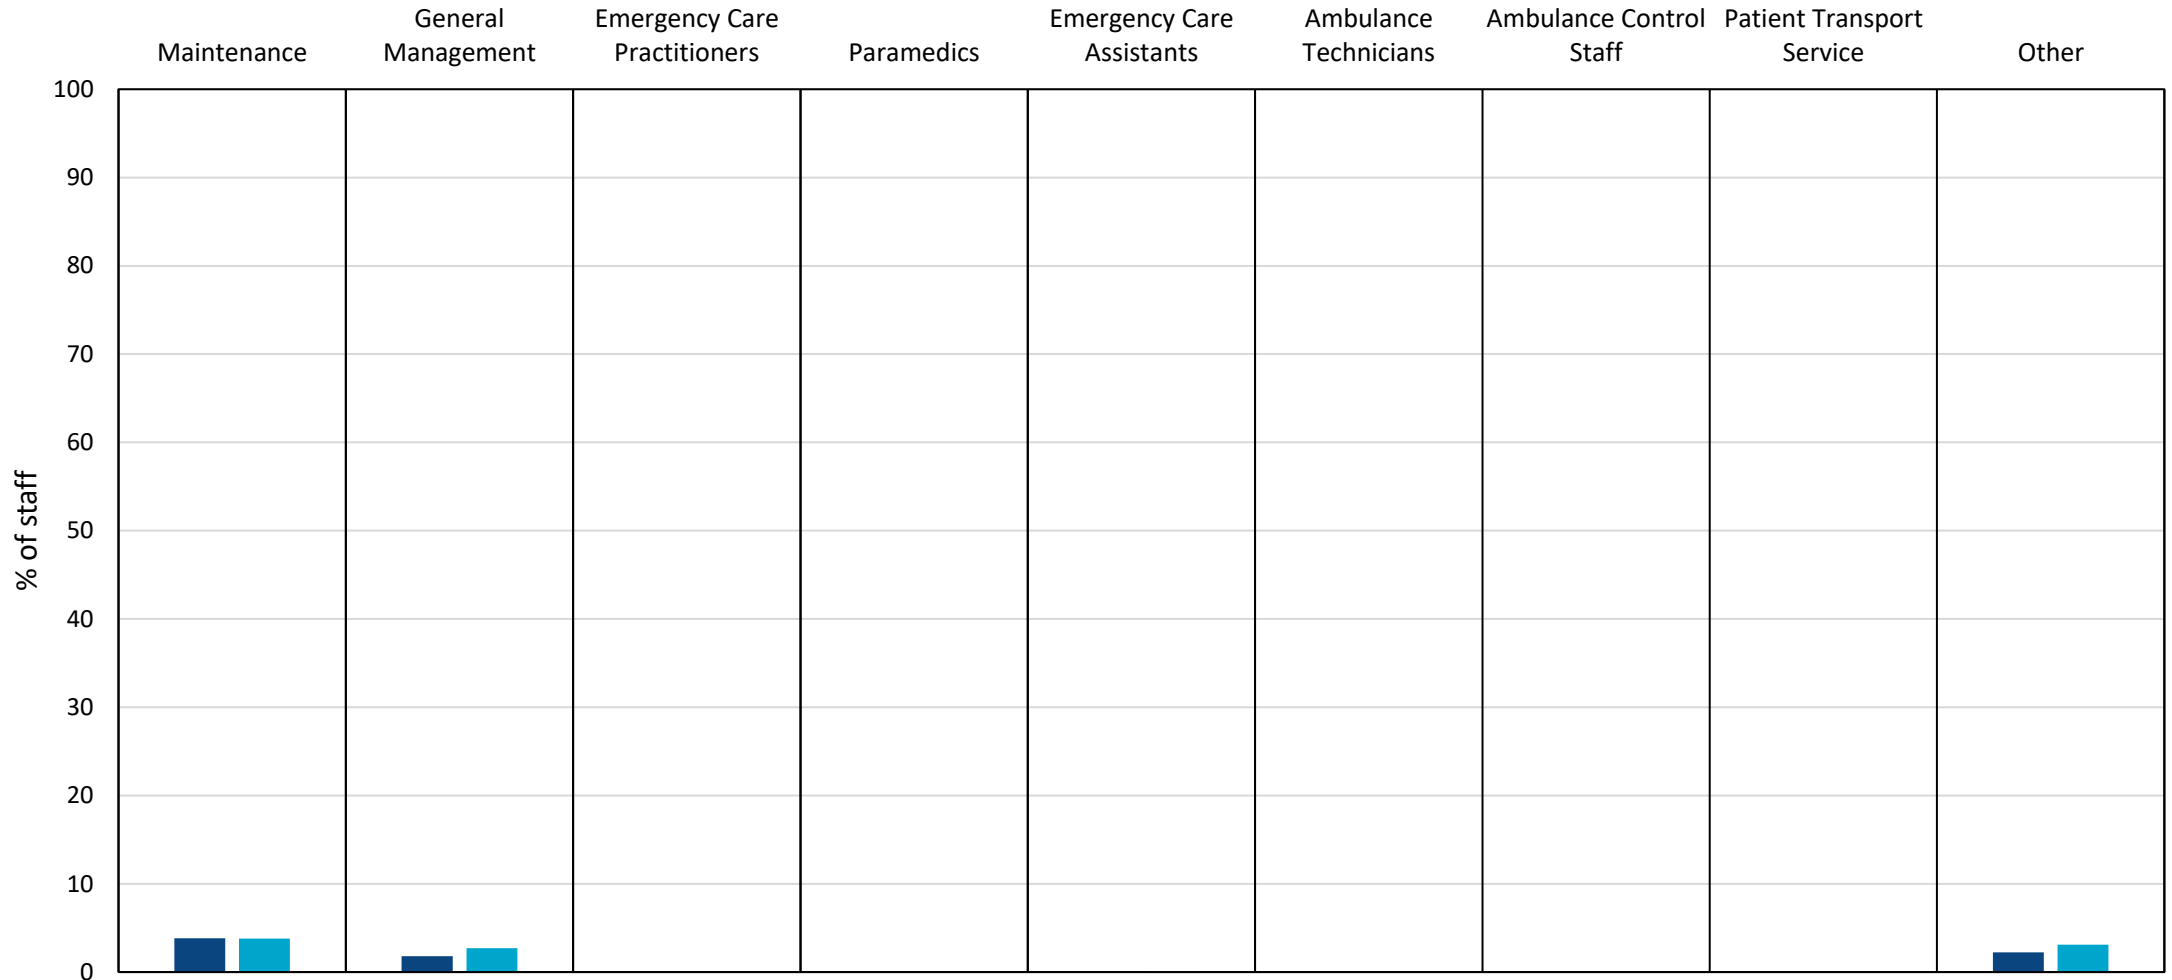 Maintenance
General
Management
Emergency Care
Practitioners
Paramedics
Emergency Care
Assistants
Ambulance
Technicians
Ambulance Control
Staff
Patient Transport
Service
Other
100
90
80
70
60
50
40
30
20
10
0
% of staff